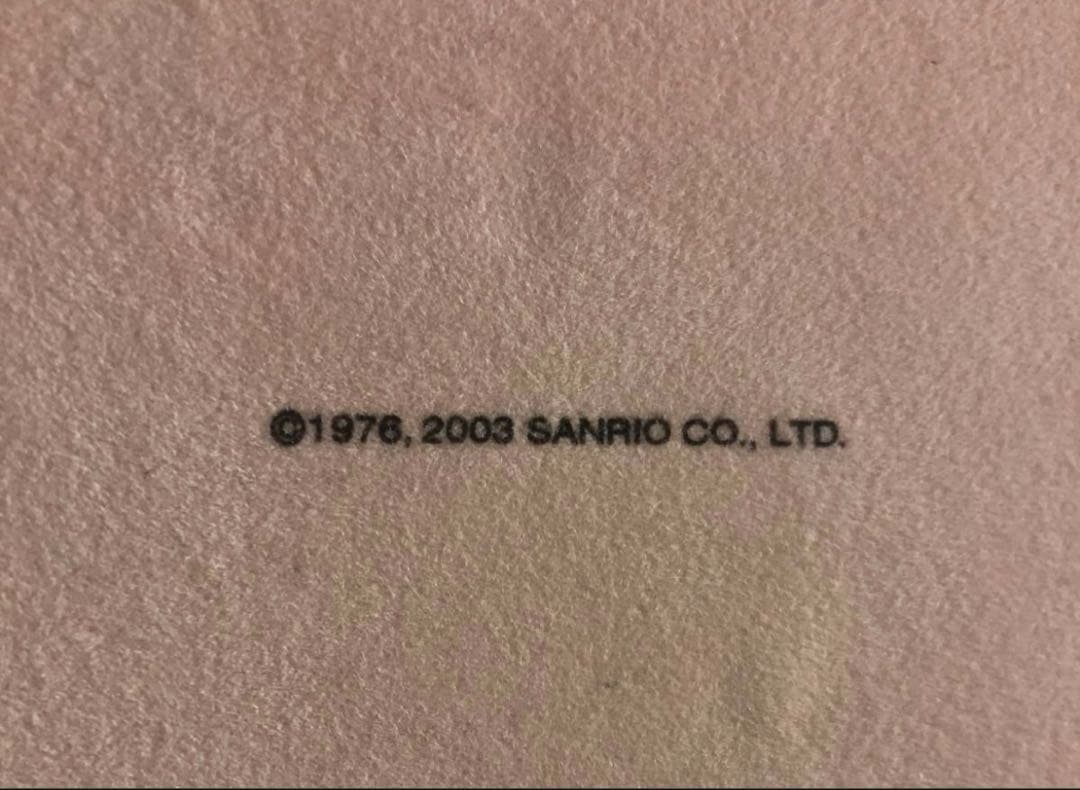 ©1976, 2003 SANRIO CO., LTD.